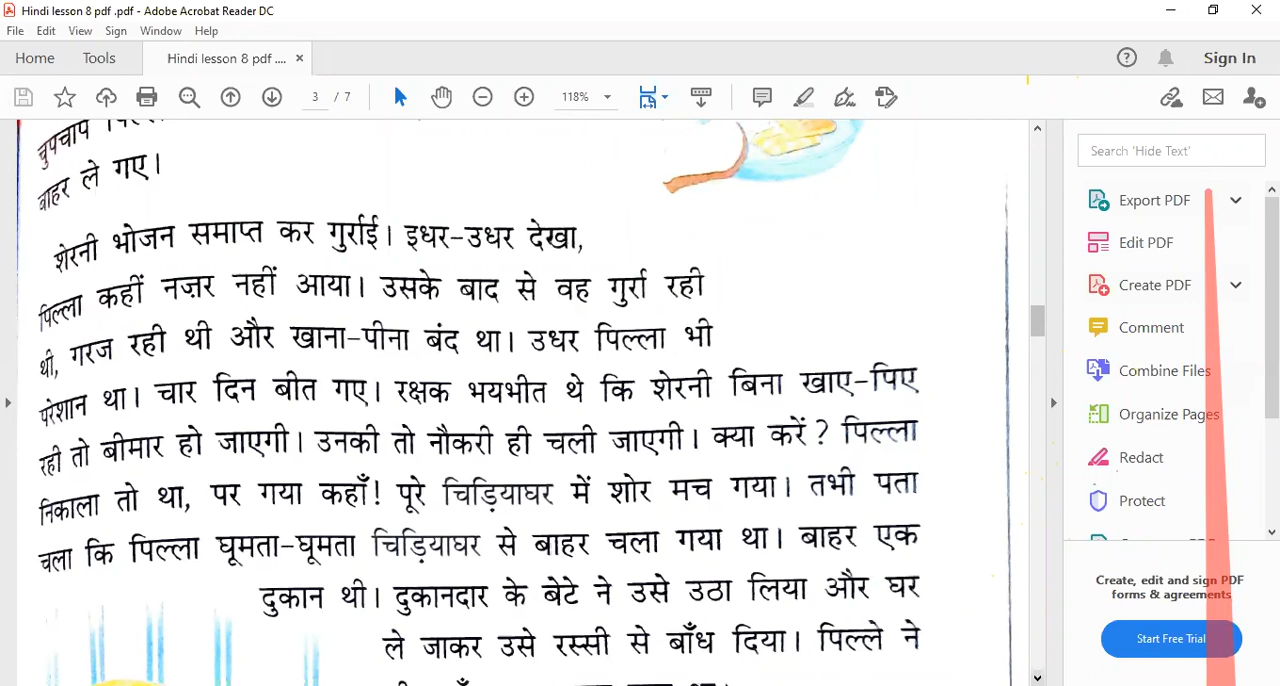 Hindi lesson 8 pdf .pdf - Adobe Acrobat Reader DC
File Edit View Sign Window Help
Home Tools Hindi lesson 8 pdf .... × Sign In
3 / 7 118%
चुपचाप
बाहर ले गए।
शेरनी भोजन समाप्त कर गुर्राई। इधर-उधर देखा,
पिल्ला कहीं नज़र नहीं आया। उसके बाद से वह गुर्रा रही
थी, गरज रही थी और खाना-पीना बंद था। उधर पिल्ला भी
परेशान था। चार दिन बीत गए। रक्षक भयभीत थे कि शेरनी बिना खाए-पिए
रही तो बीमार हो जाएगी। उनकी तो नौकरी ही चली जाएगी। क्या करें? पिल्ला
निकाला तो था, पर गया कहाँ! पूरे चिड़ियाघर में शोर मच गया। तभी पता
चला कि पिल्ला घूमता-घूमता चिड़ियाघर से बाहर चला गया था। बाहर एक
दुकान थी। दुकानदार के बेटे ने उसे उठा लिया और घर
ले जाकर उसे रस्सी से बाँध दिया। पिल्ले ने
Search 'Hide Text'
Export PDF
Edit PDF
Create PDF
Comment
Combine Files
Organize Pages
Redact
Protect
Create, edit and sign PDF
forms & agreements
Start Free Trial